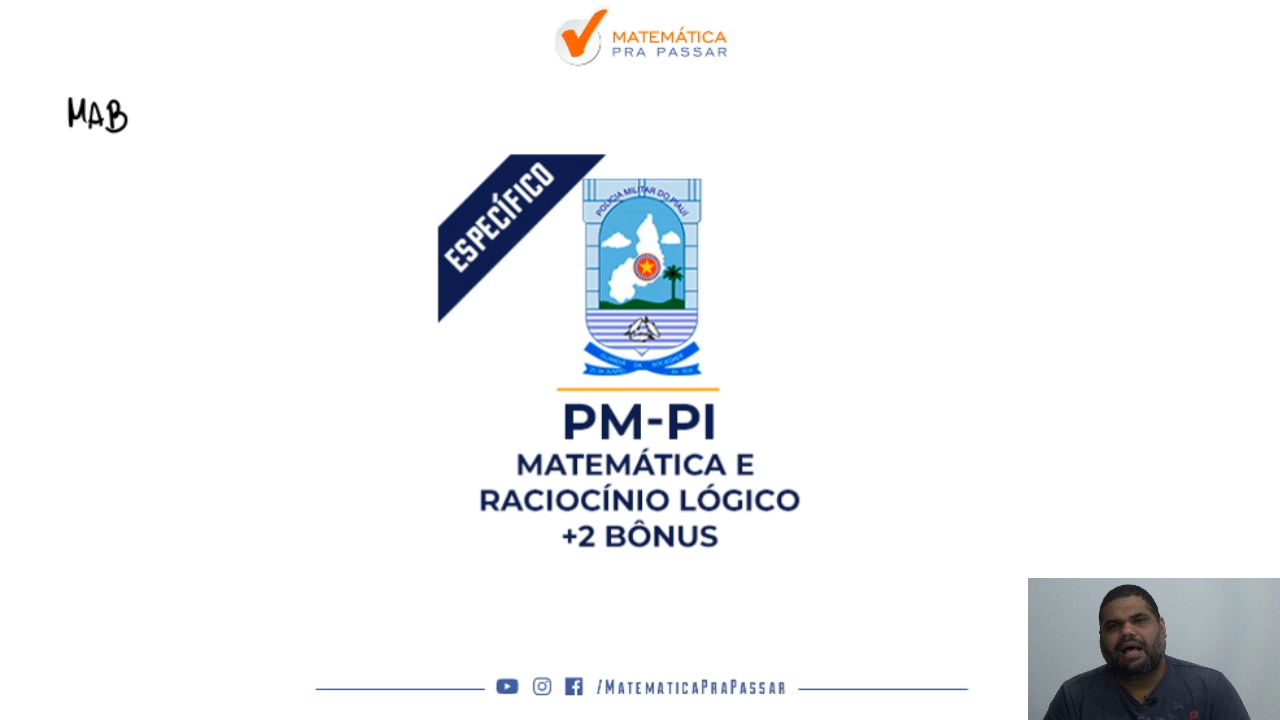 MATEMÁTICA
PRA PASSAR
MAB
ESPECÍFICO
POLÍCIA MILITAR DO PIAUÍ
PM-PI
MATEMÁTICA E
RACIOCÍNIO LÓGICO
+2 BÔNUS
/MATEMATICAPRAPASSAR